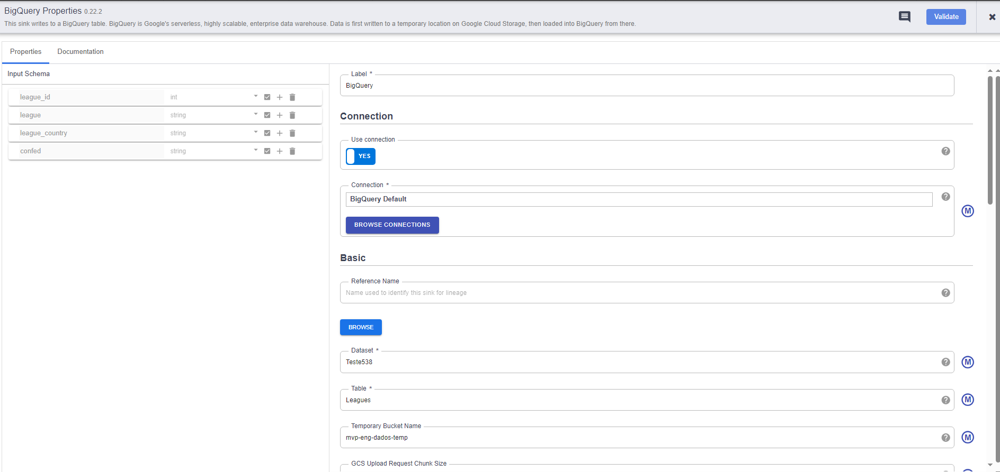 BigQuery Properties 0.22.2
This sink writes to a BigQuery table. BigQuery is Google's serverless, highly scalable, enterprise data warehouse. Data is first written to a temporary location on Google Cloud Storage, then loaded into BigQuery from there.
Validate
Properties Documentation
Input Schema
league_id int
league string
league_country string
confed string
Label *
BigQuery
Connection
Use connection
YES
Connection *
BigQuery Default
BROWSE CONNECTIONS
M
Basic
Reference Name
Name used to identify this sink for lineage
BROWSE
Dataset *
Teste538
M
Table *
Leagues
M
Temporary Bucket Name
mvp-eng-dados-temp
M
GCS Upload Request Chunk Size